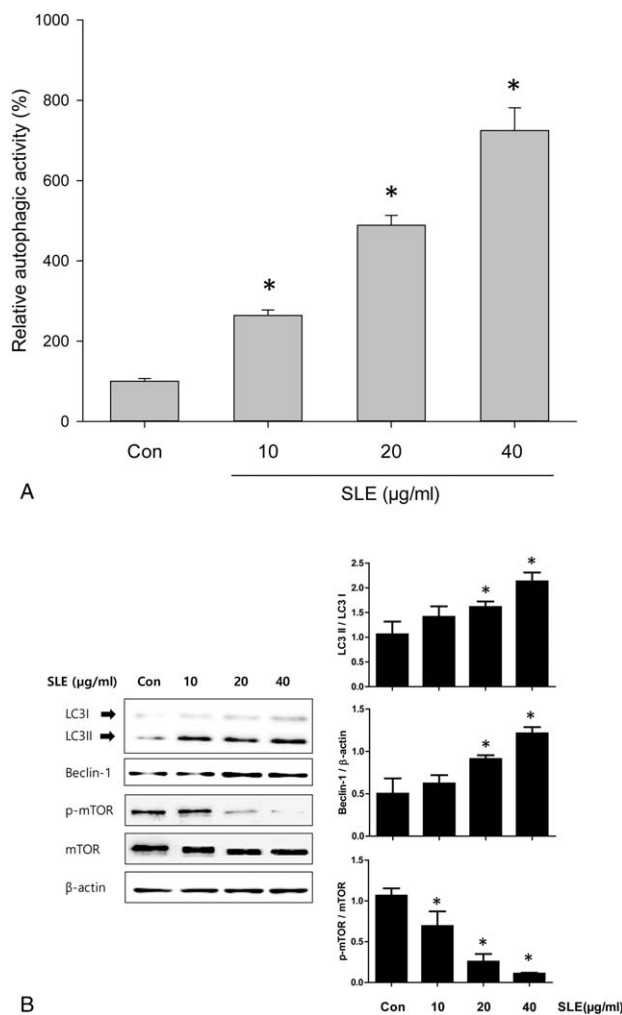 1000
800
600
400
200
0
Relative autophagic activity (%)
*
*
*
Con 10 20 40
SLE (µg/ml)
A
SLE (µg/ml) Con 10 20 40
LC3I
LC3II
Beclin-1
p-mTOR
mTOR
β-actin
2.5
2.0
1.5
1.0
0.5
0.0
LC3 II / LC3 I
* *
1.5
1.0
0.5
0.0
Beclin-1 / β-actin
* *
1.5
1.0
0.5
0.0
p-mTOR / mTOR
* * *
Con 10 20 40 SLE(µg/ml)
B